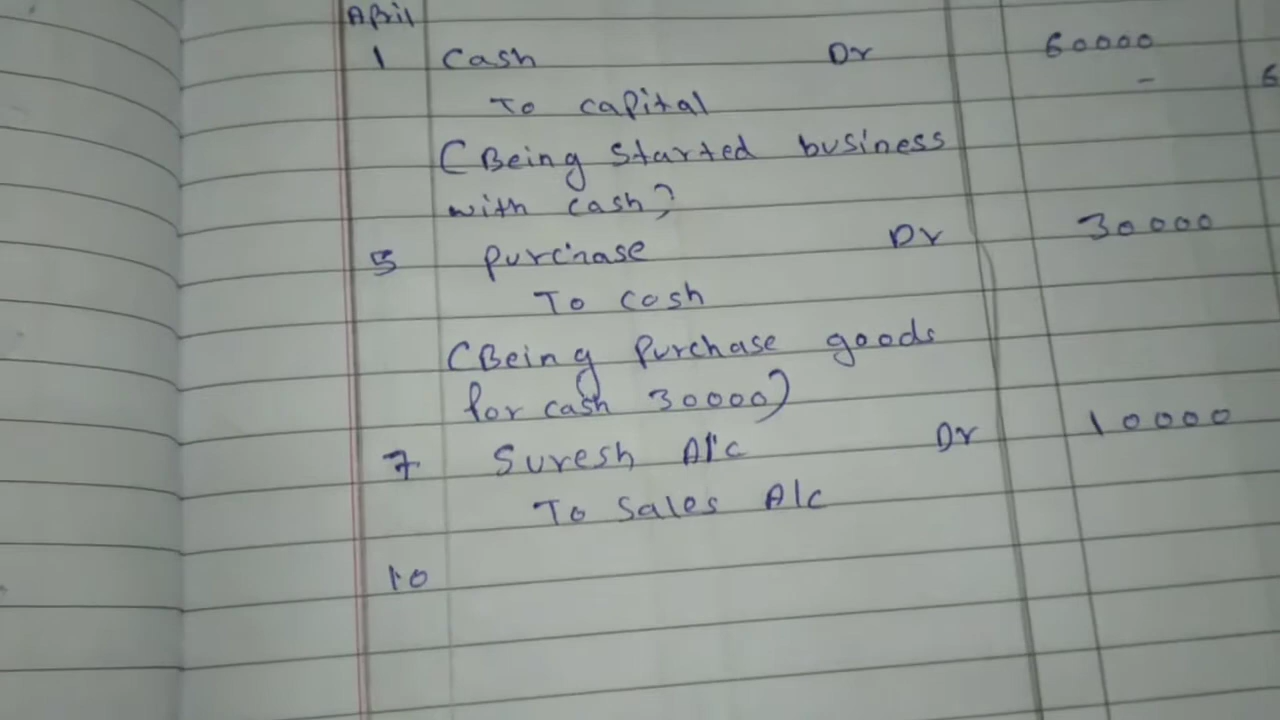 April
1 Cash Dr 60000
To capital - 6
(Being started business
with cash)
5 purchase Dr 30000
To cash
(Being purchase goods
for cash 30000)
7 Suresh A/c Dr 10000
To sales A/c
10